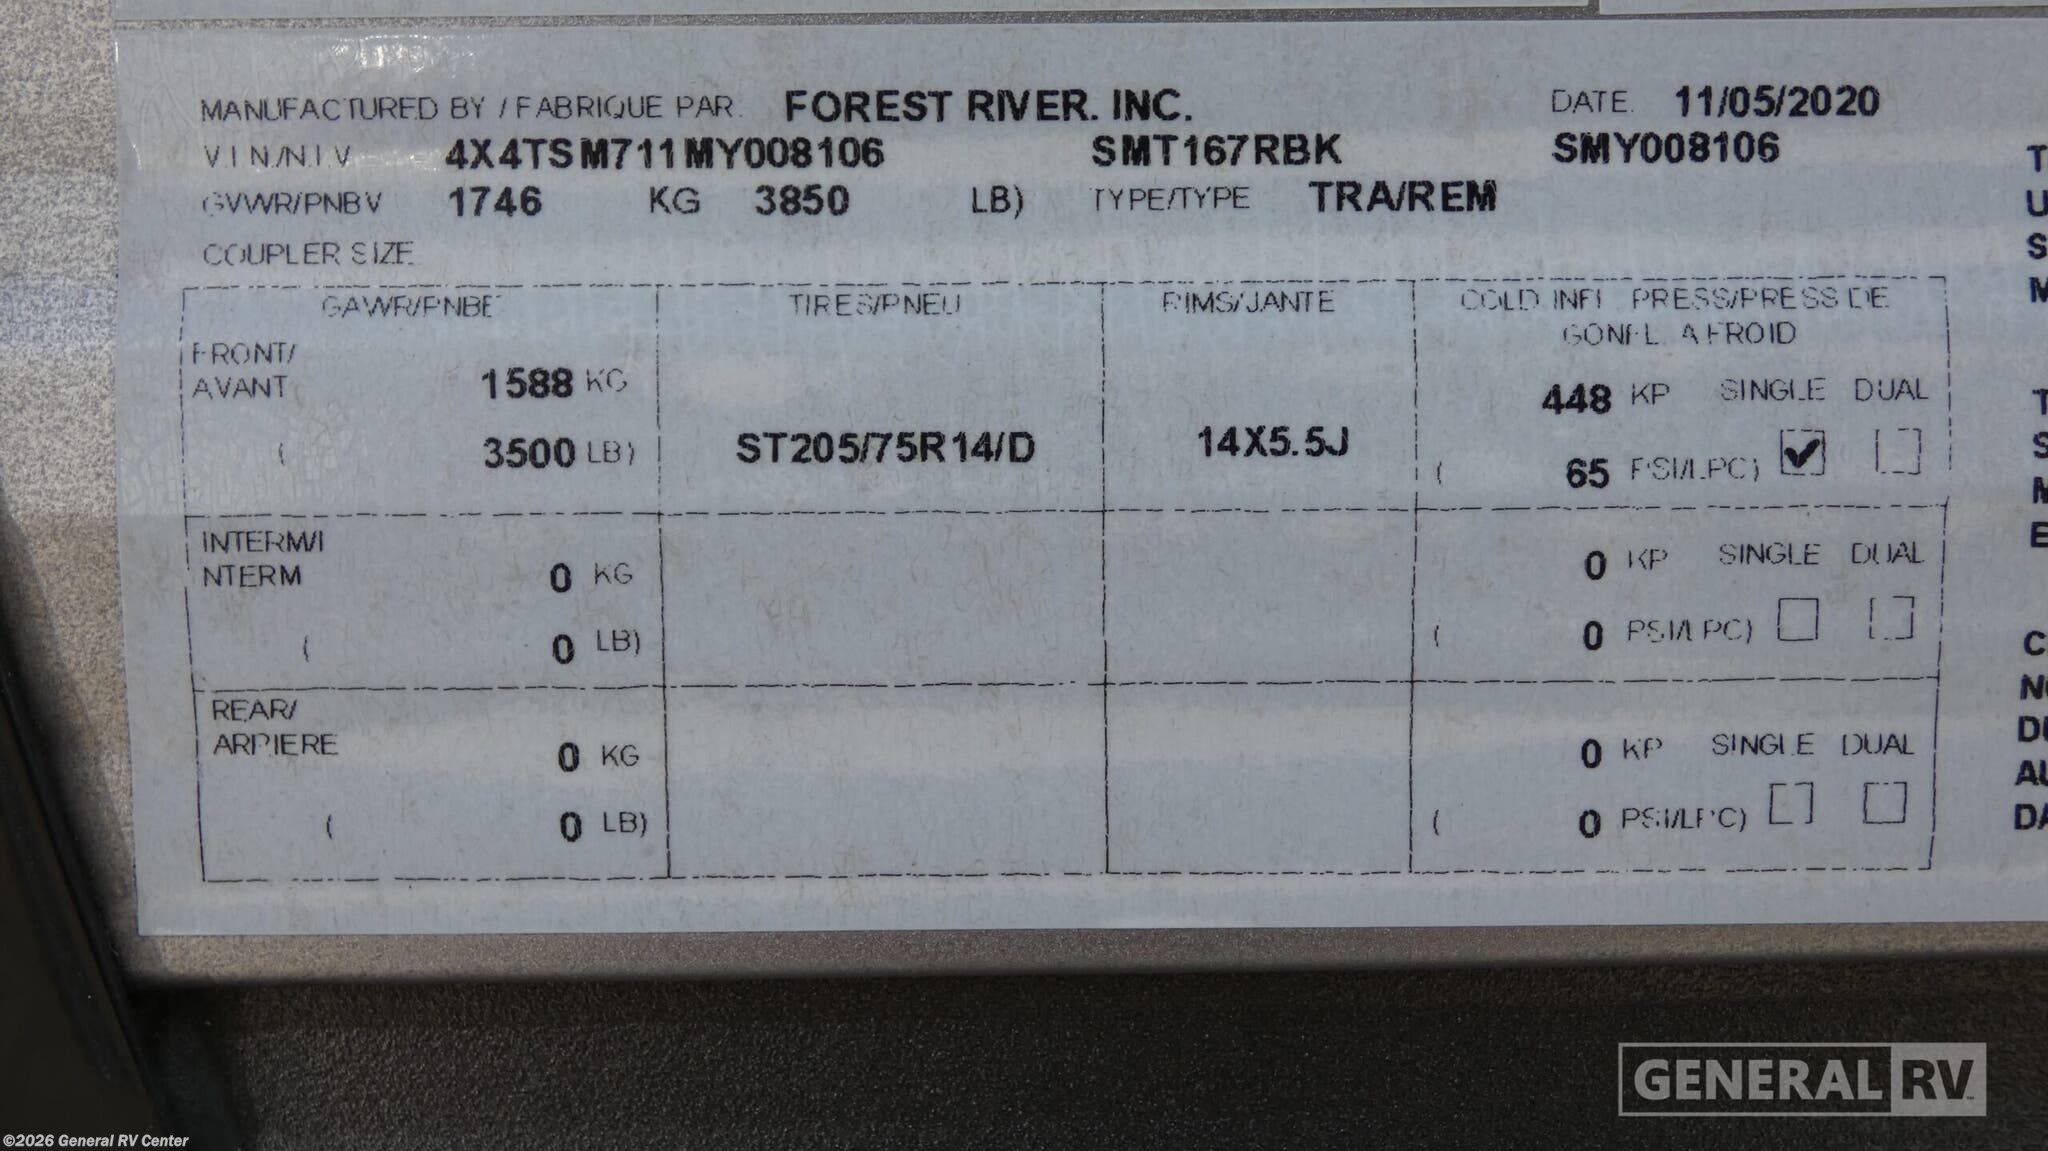 MANUFACTURED BY / FABRIQUE PAR. FOREST RIVER. INC. DATE. 11/05/2020
V I N./N.I.V 4X4TSM711MY008106 SMT167RBK SMY008106
GVWR/PNBV 1746 KG 3850 LB) TYPE/TYPE TRA/REM
COUPLER SIZE
GAWR/PNBE TIRES/PNEU RIMS/JANTE COLD INFL PRESS/PRESS DE
GONFL. A FROID
FRONT/
AVANT 1588 KG 448 KP SINGLE DUAL
( 3500 LB) ST205/75R14/D 14X5.5J ( 65 PSI/LPC)
INTERM/I
NTERM 0 KG 0 KP SINGLE DUAL
( 0 LB) ( 0 PSI/LPC)
REAR/
ARRIERE 0 KG 0 KP SINGLE DUAL
( 0 LB) ( 0 PSI/LPC)
GENERAL RV
©2026 General RV Center